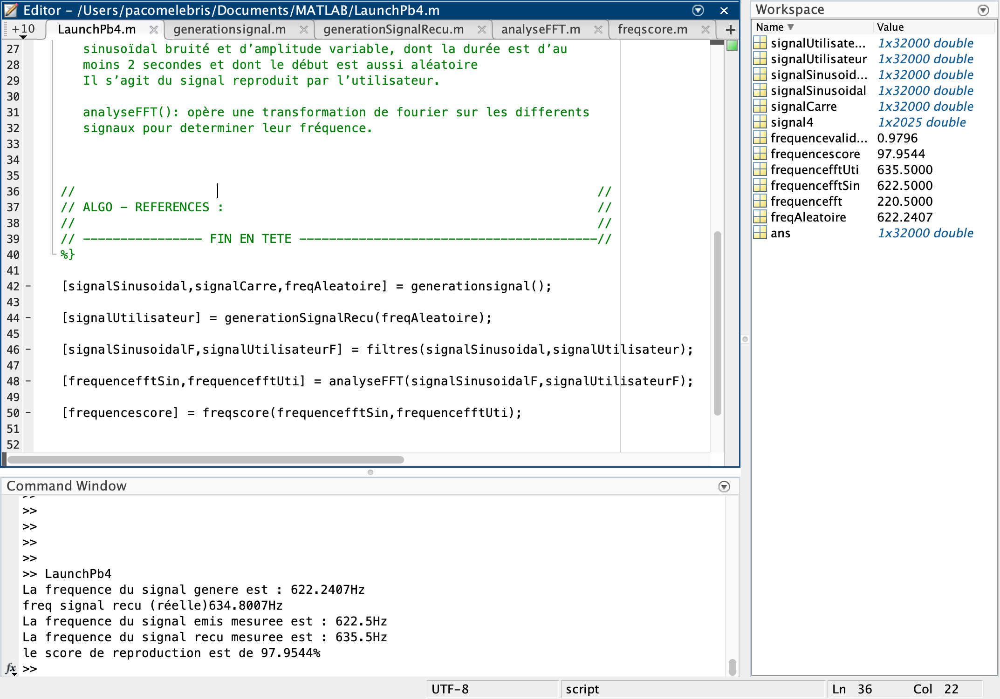 Editor – /Users/pacomelebris/Documents/MATLAB/LaunchPb4.m
+10 LaunchPb4.m generationsignal.m generationSignalRecu.m analyseFFT.m freqscore.m +
27 sinusoïdal bruité et d’amplitude variable, dont la durée est d’au
28 moins 2 secondes et dont le début est aussi aléatoire
29 Il s’agit du signal reproduit par l’utilisateur.
30
31 analyseFFT(): opère une transformation de fourier sur les differents
32 signaux pour determiner leur fréquence.
33
34
35
36 // //
37 // ALGO – REFERENCES : //
38 // //
39 // ---------------- FIN EN TETE ----------------------------------------//
40 %}
41
42 – [signalSinusoidal,signalCarre,freqAleatoire] = generationsignal();
43
44 – [signalUtilisateur] = generationSignalRecu(freqAleatoire);
45
46 – [signalSinusoidalF,signalUtilisateurF] = filtres(signalSinusoidal,signalUtilisateur);
47
48 – [frequencefftSin,frequencefftUti] = analyseFFT(signalSinusoidalF,signalUtilisateurF);
49
50 – [frequencescore] = freqscore(frequencefftSin,frequencefftUti);
51
52
Command Window
>>
>>
>>
>>
>>
>> LaunchPb4
La frequence du signal genere est : 622.2407Hz
freq signal recu (réelle)634.8007Hz
La frequence du signal emis mesuree est : 622.5Hz
La frequence du signal recu mesuree est : 635.5Hz
le score de reproduction est de 97.9544%
fx >>
Workspace
Name Value
signalUtilisate... 1x32000 double
signalUtilisateur 1x32000 double
signalSinusoid... 1x32000 double
signalSinusoidal 1x32000 double
signalCarre 1x32000 double
signal4 1x2025 double
frequencevalid... 0.9796
frequencescore 97.9544
frequencefftUti 635.5000
frequencefftSin 622.5000
frequencefft 220.5000
freqAleatoire 622.2407
ans 1x32000 double
UTF–8 script Ln 36 Col 22